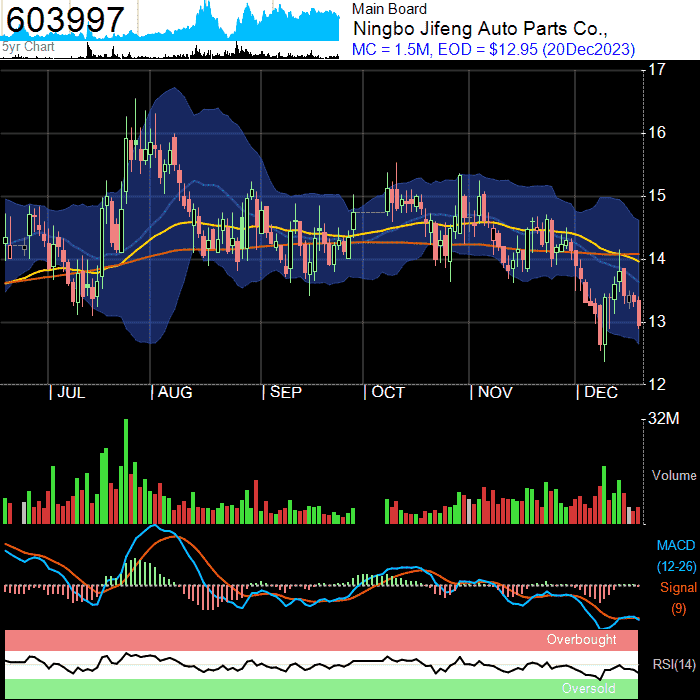 603997
5yr Chart
Main Board
Ningbo Jifeng Auto Parts Co.,
MC = 1.5M, EOD = $12.95 (20Dec2023)
17
16
15
14
13
12
| JUL | AUG | SEP | OCT | NOV | DEC
32M
Volume
MACD
(12-26)
Signal
(9)
Overbought
RSI(14)
Oversold